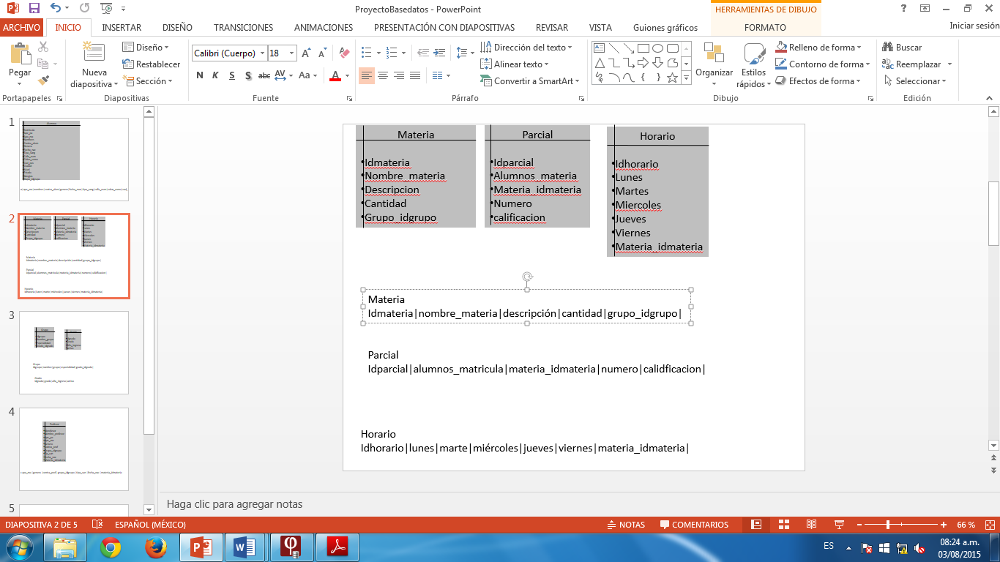 ProyectoBasedatos - PowerPoint
HERRAMIENTAS DE DIBUJO
ARCHIVO INICIO INSERTAR DISEÑO TRANSICIONES ANIMACIONES PRESENTACIÓN CON DIAPOSITIVAS REVISAR VISTA Guiones gráficos FORMATO Iniciar sesión
Pegar
Portapapeles
Nueva diapositiva
Diseño
Restablecer
Sección
Diapositivas
Calibri (Cuerpo) 18
N K S S abc AV Aa A
Fuente
Dirección del texto
Alinear texto
Convertir a SmartArt
Párrafo
Organizar
Estilos rápidos
Relleno de forma
Contorno de forma
Efectos de forma
Dibujo
Buscar
Reemplazar
Seleccionar
Edición
1
2
3
4
5
Materia
•Idmateria
•Nombre_materia
•Descripcion
•Cantidad
•Grupo_idgrupo
Parcial
•Idparcial
•Alumnos_materia
•Materia_idmateria
•Numero
•calificacion
Horario
•Idhorario
•Lunes
•Martes
•Miercoles
•Jueves
•Viernes
•Materia_idmateria
Materia
Idmateria|nombre_materia|descripción|cantidad|grupo_idgrupo|
Parcial
Idparcial|alumnos_matricula|materia_idmateria|numero|calidficacion|
Horario
Idhorario|lunes|marte|miércoles|jueves|viernes|materia_idmateria|
Haga clic para agregar notas
DIAPOSITIVA 2 DE 5 ESPAÑOL (MÉXICO) NOTAS COMENTARIOS 66 %
ES
08:24 a.m.
03/08/2015